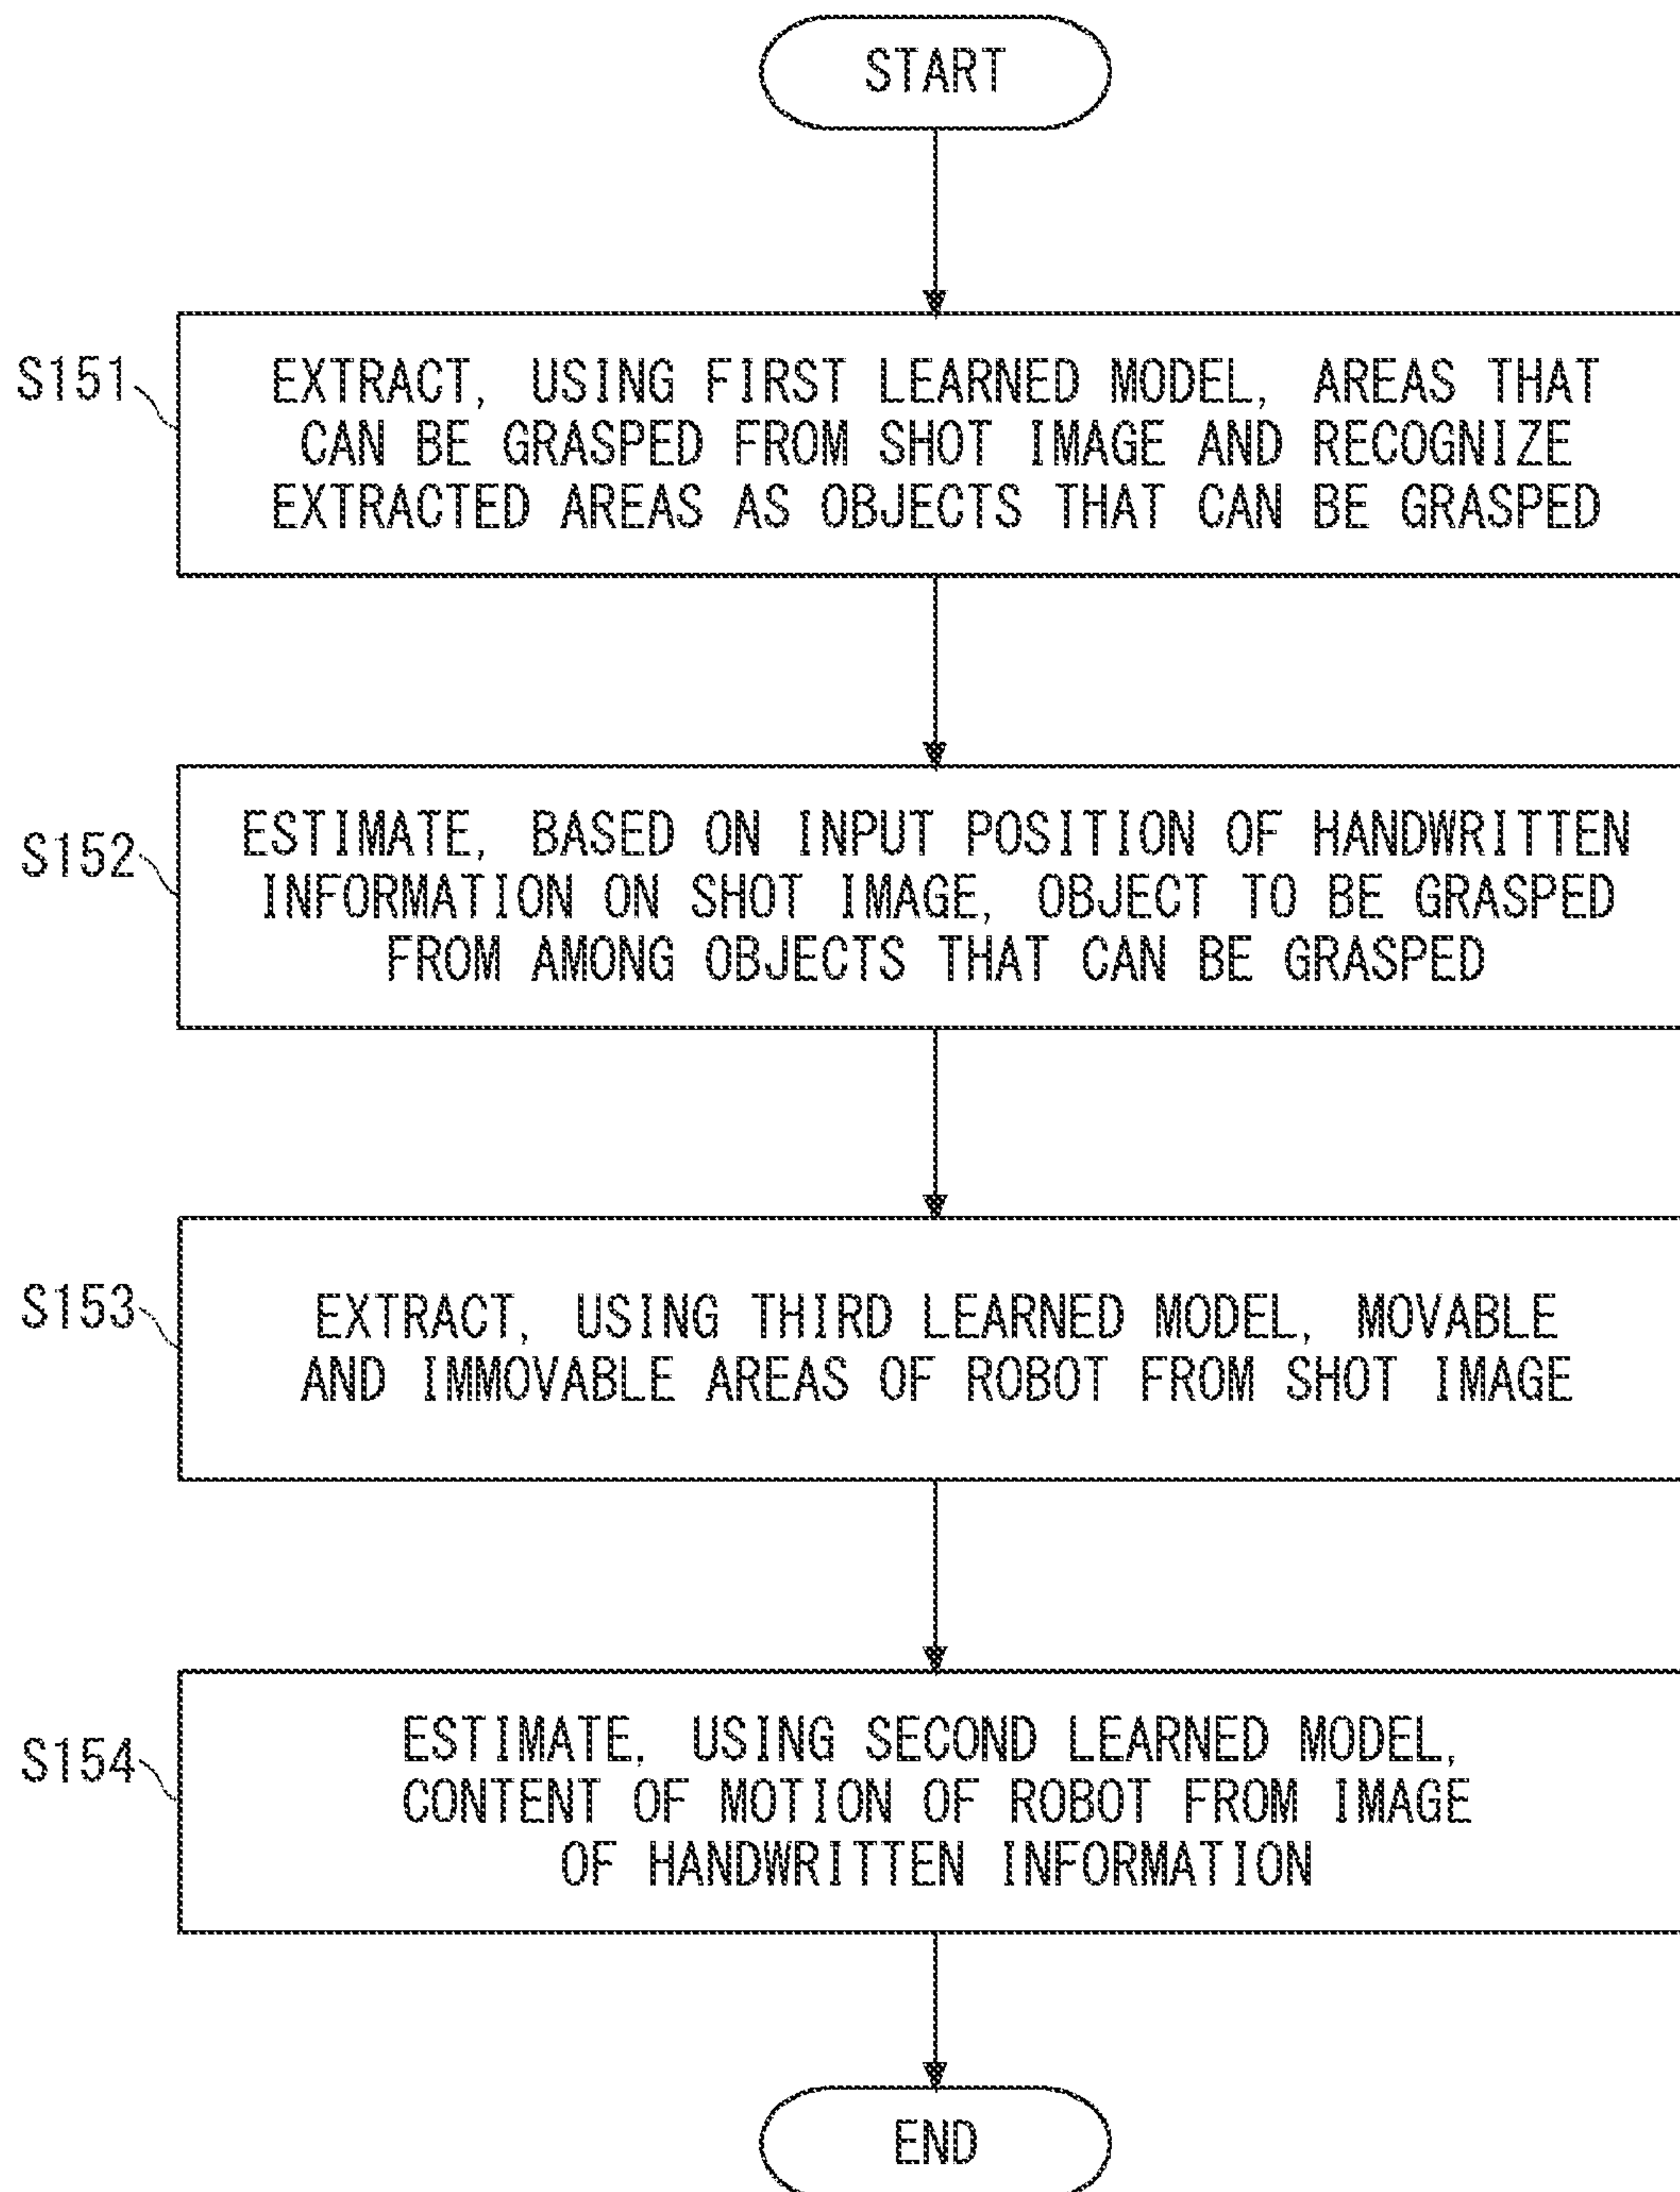 START
S151
EXTRACT, USING FIRST LEARNED MODEL, AREAS THAT
CAN BE GRASPED FROM SHOT IMAGE AND RECOGNIZE
EXTRACTED AREAS AS OBJECTS THAT CAN BE GRASPED
S152
ESTIMATE, BASED ON INPUT POSITION OF HANDWRITTEN
INFORMATION ON SHOT IMAGE, OBJECT TO BE GRASPED
FROM AMONG OBJECTS THAT CAN BE GRASPED
S153
EXTRACT, USING THIRD LEARNED MODEL, MOVABLE
AND IMMOVABLE AREAS OF ROBOT FROM SHOT IMAGE
S154
ESTIMATE, USING SECOND LEARNED MODEL,
CONTENT OF MOTION OF ROBOT FROM IMAGE
OF HANDWRITTEN INFORMATION
END